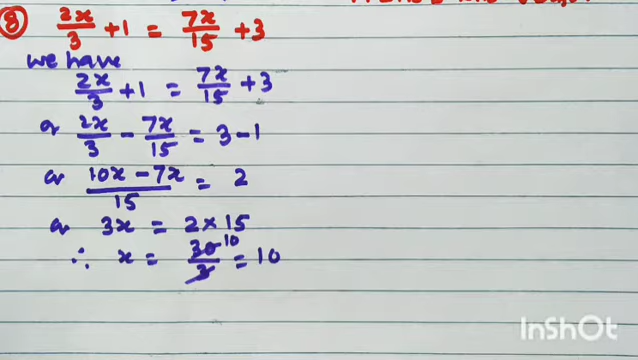 ⑧ 2x/3 + 1 = 7x/15 + 3
we have
2x/3 + 1 = 7x/15 + 3
or 2x/3 - 7x/15 = 3 - 1
or (10x - 7x)/15 = 2
or 3x = 2 × 15
∴ x = 30/3 10 = 10
InShOt